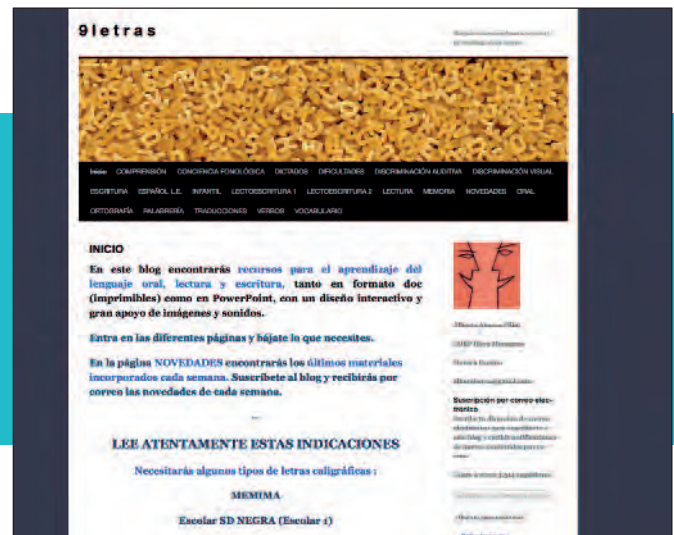 9letras
Inicio COMPRENSIÓN CONCIENCIA FONOLÓGICA DICTADOS DIFICULTADES DISCRIMINACIÓN AUDITIVA DISCRIMINACIÓN VISUAL
ESCRITURA ESPAÑOL L.E. INFANTIL LECTOESCRITURA 1 LECTOESCRITURA 2 LECTURA MEMORIA NOVEDADES ORAL
ORTOGRAFÍA PALABRERÍA TRADUCCIONES VERBOS VOCABULARIO
INICIO
En este blog encontrarás recursos para el aprendizaje del
lenguaje oral, lectura y escritura, tanto en formato doc
(imprimibles) como en PowerPoint, con un diseño interactivo y
gran apoyo de imágenes y sonidos.
Entra en las diferentes páginas y bájate lo que necesites.
En la página NOVEDADES encontrarás los últimos materiales
incorporados cada semana. Suscríbete al blog y recibirás por
correo las novedades de cada semana.
...
LEE ATENTAMENTE ESTAS INDICACIONES
Necesitarás algunos tipos de letras caligráficas :
MEMIMA
Escolar SD NEGRA (Escolar 1)
Suscripción por correo elec-
trónico